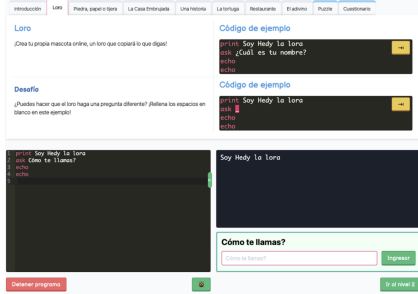 Introducción
Loro
Piedra, papel o tijera
La Casa Embrujada
Una historia
La tortuga
Restaurante
El adivino
Puzzle
Cuestionario
Loro
¡Crea tu propia mascota online, un loro que copiará lo que digas!
Código de ejemplo
print Soy Hedy la lora
ask ¿Cuál es tu nombre?
echo
echo
Desafío
¿Puedes hacer que el loro haga una pregunta diferente? ¡Rellena los espacios en
blanco en este ejemplo!
Código de ejemplo
print Soy Hedy la lora
ask _
echo
echo
1 print Soy Hedy la lora
2 ask Cómo te llamas?
3 echo
4 echo
5
Soy Hedy la lora
Cómo te llamas?
Cómo te llamas?
Ingresar
Detener programa
Ir al nivel 2